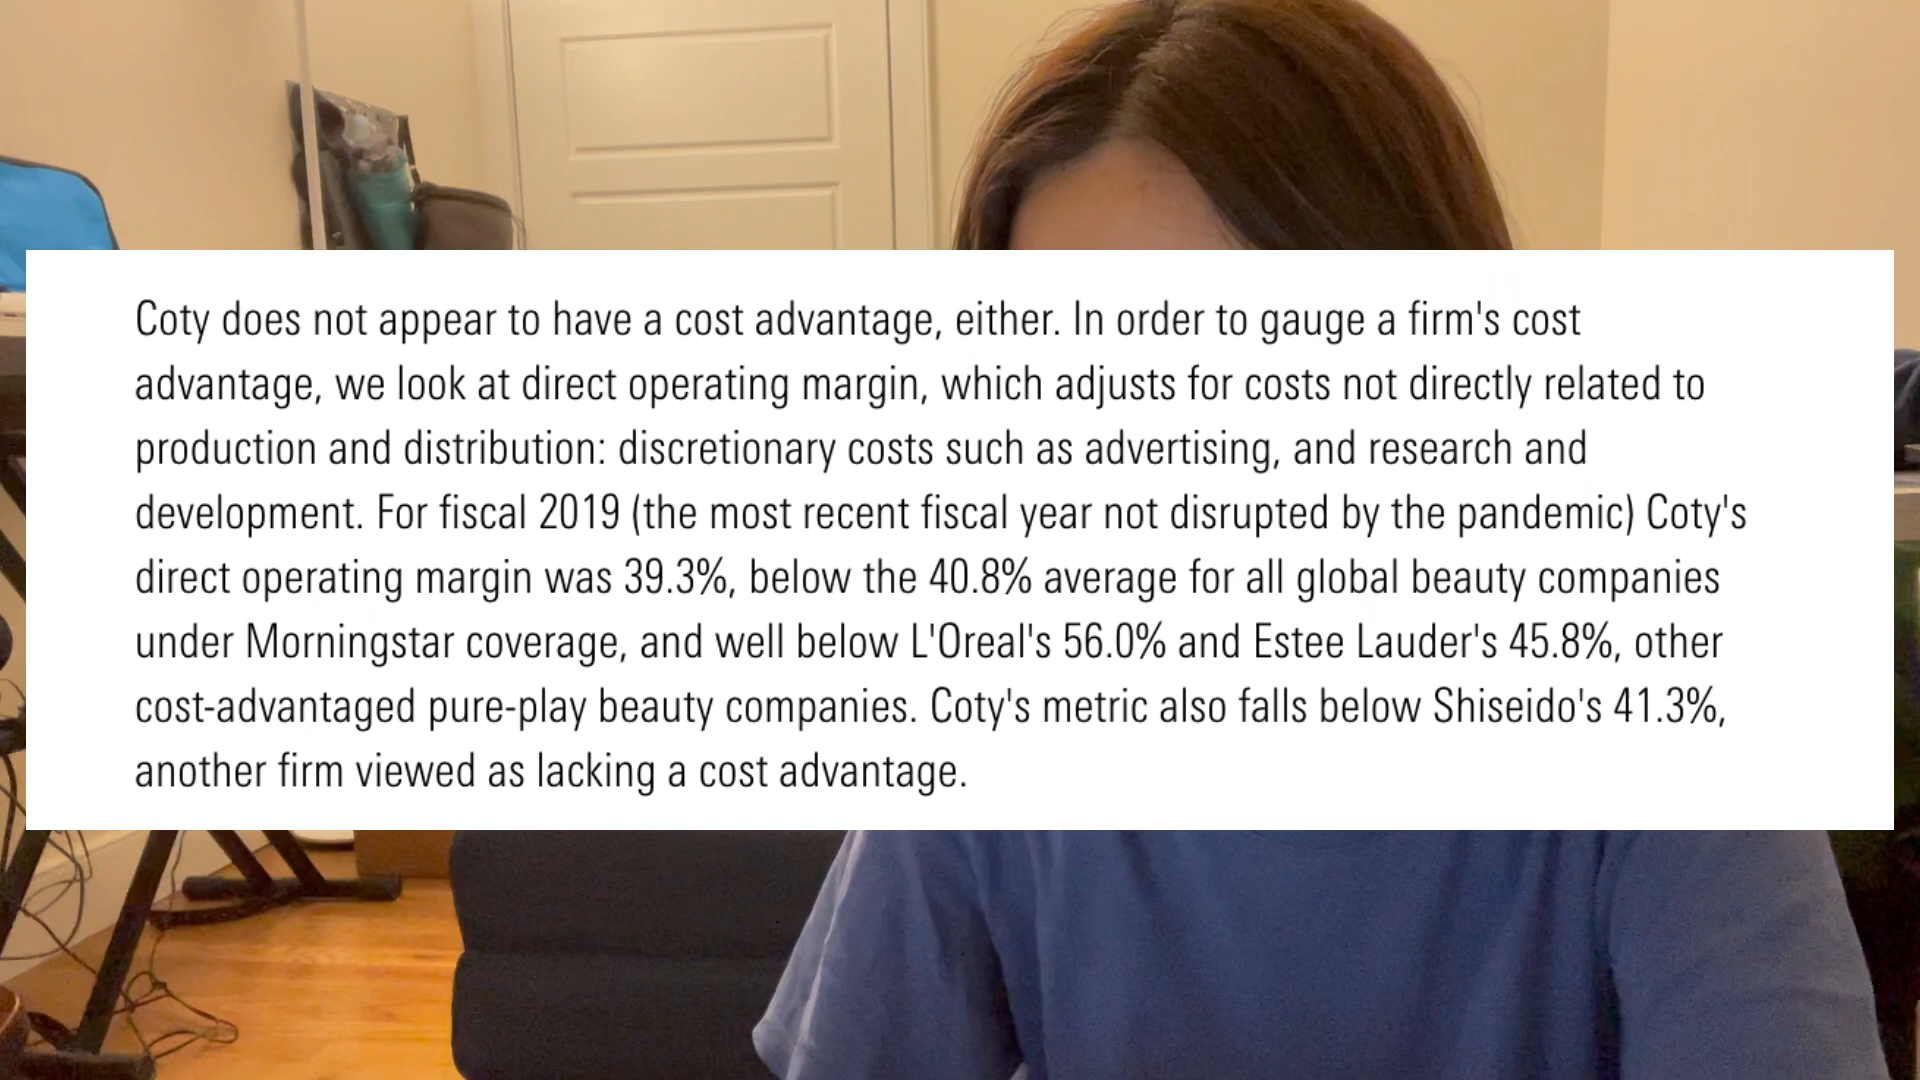 Coty does not appear to have a cost advantage, either. In order to gauge a firm's cost
advantage, we look at direct operating margin, which adjusts for costs not directly related to
production and distribution: discretionary costs such as advertising, and research and
development. For fiscal 2019 (the most recent fiscal year not disrupted by the pandemic) Coty's
direct operating margin was 39.3%, below the 40.8% average for all global beauty companies
under Morningstar coverage, and well below L'Oreal's 56.0% and Estee Lauder's 45.8%, other
cost-advantaged pure-play beauty companies. Coty's metric also falls below Shiseido's 41.3%,
another firm viewed as lacking a cost advantage.